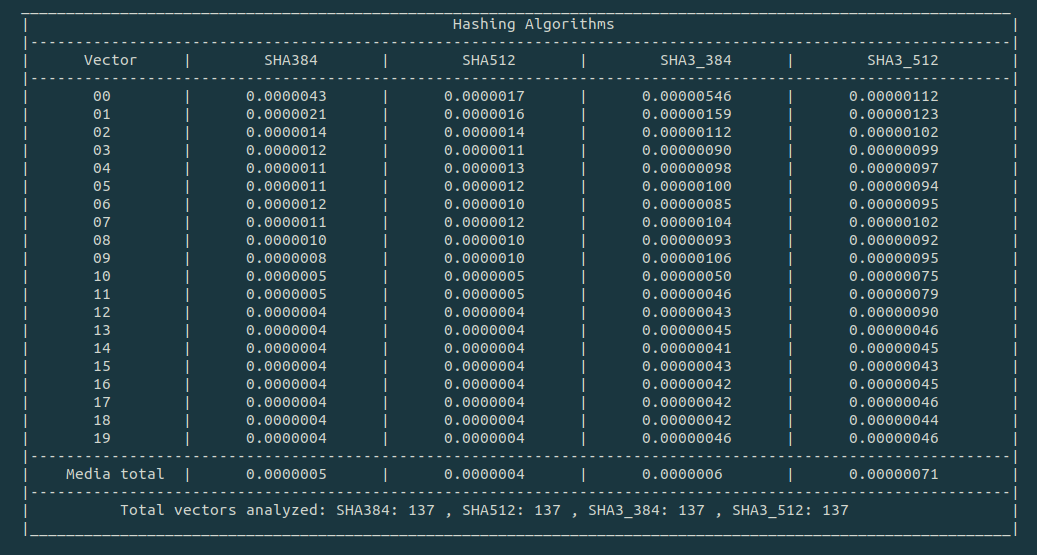 Hashing Algorithms
Vector | SHA384 | SHA512 | SHA3_384 | SHA3_512
00 | 0.0000043 | 0.0000017 | 0.00000546 | 0.00000112
01 | 0.0000021 | 0.0000016 | 0.00000159 | 0.00000123
02 | 0.0000014 | 0.0000014 | 0.00000112 | 0.00000102
03 | 0.0000012 | 0.0000011 | 0.00000090 | 0.00000099
04 | 0.0000011 | 0.0000013 | 0.00000098 | 0.00000097
05 | 0.0000011 | 0.0000012 | 0.00000100 | 0.00000094
06 | 0.0000012 | 0.0000010 | 0.00000085 | 0.00000095
07 | 0.0000011 | 0.0000012 | 0.00000104 | 0.00000102
08 | 0.0000010 | 0.0000010 | 0.00000093 | 0.00000092
09 | 0.0000008 | 0.0000010 | 0.00000106 | 0.00000095
10 | 0.0000005 | 0.0000005 | 0.00000050 | 0.00000075
11 | 0.0000005 | 0.0000005 | 0.00000046 | 0.00000079
12 | 0.0000004 | 0.0000004 | 0.00000043 | 0.00000090
13 | 0.0000004 | 0.0000004 | 0.00000045 | 0.00000046
14 | 0.0000004 | 0.0000004 | 0.00000041 | 0.00000045
15 | 0.0000004 | 0.0000004 | 0.00000043 | 0.00000043
16 | 0.0000004 | 0.0000004 | 0.00000042 | 0.00000045
17 | 0.0000004 | 0.0000004 | 0.00000042 | 0.00000046
18 | 0.0000004 | 0.0000004 | 0.00000042 | 0.00000044
19 | 0.0000004 | 0.0000004 | 0.00000046 | 0.00000046
Media total | 0.0000005 | 0.0000004 | 0.0000006 | 0.00000071
Total vectors analyzed: SHA384: 137 , SHA512: 137 , SHA3_384: 137 , SHA3_512: 137